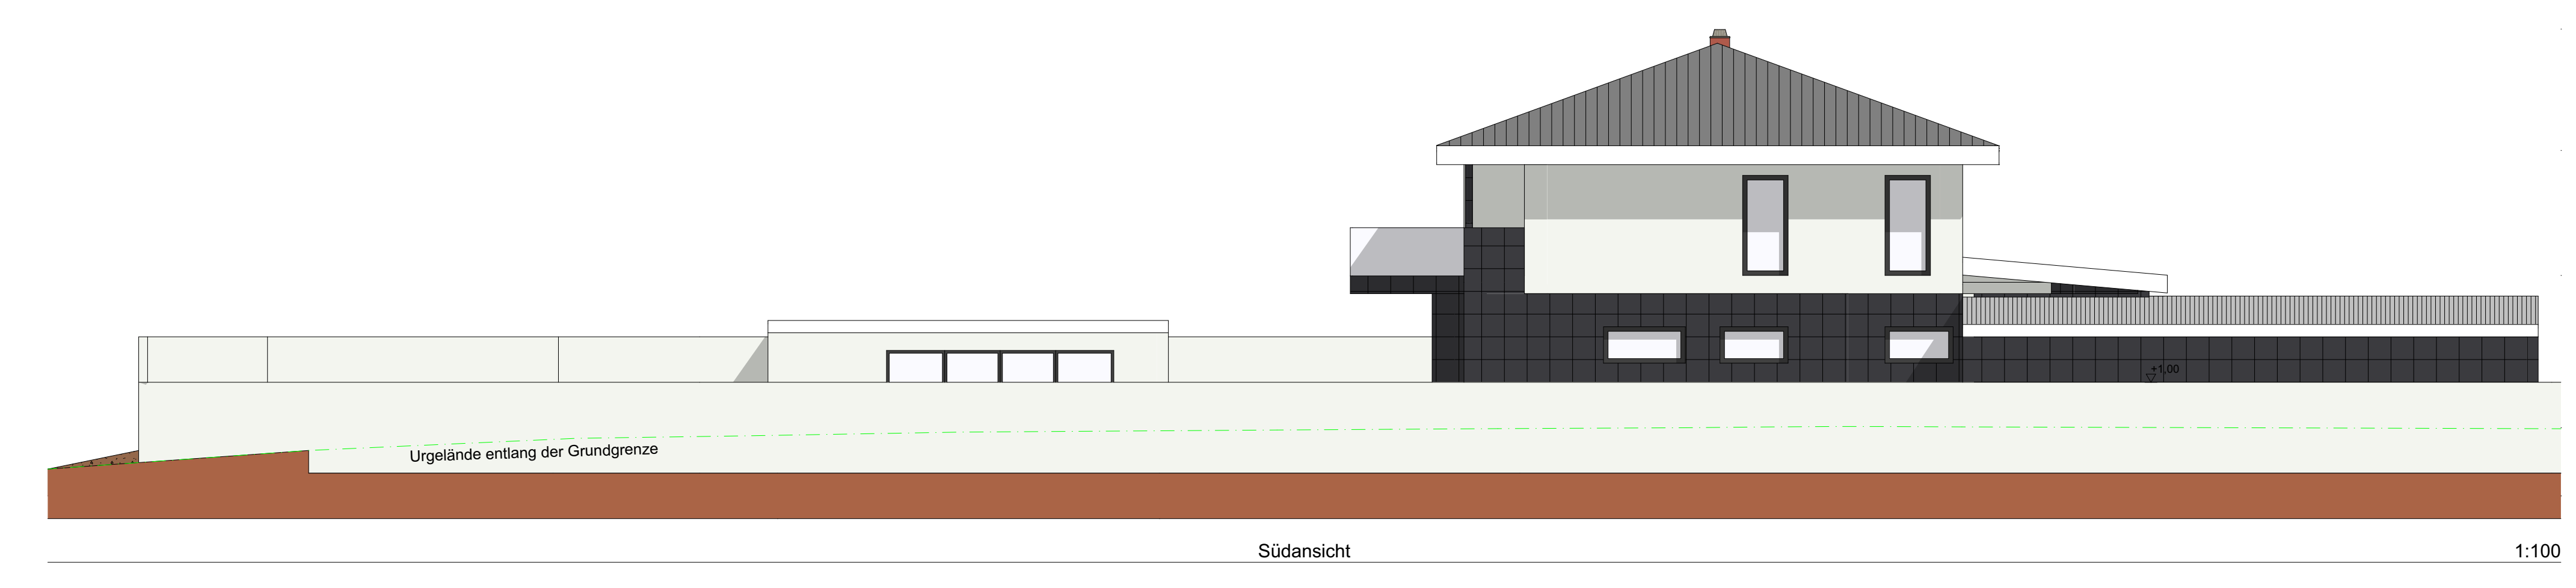 +1,00
Urgelände entlang der Grundgrenze
Südansicht
1:100